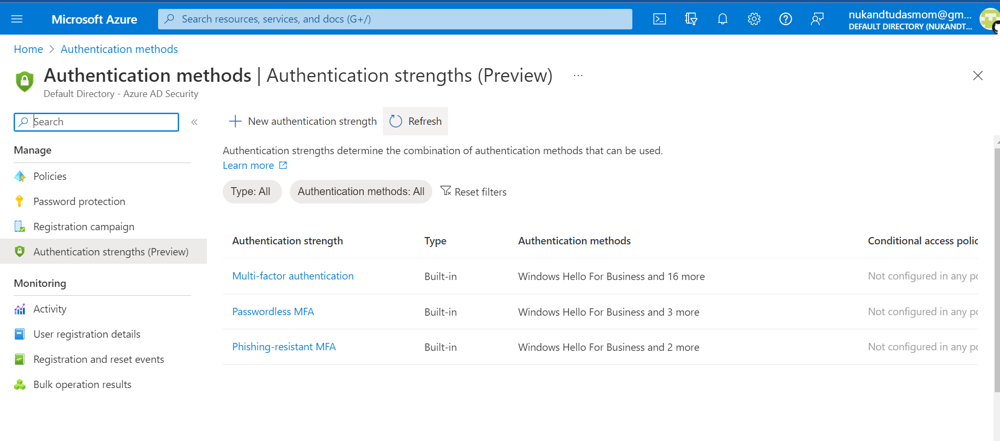 Microsoft Azure
Search resources, services, and docs (G+/)
nukandtudasmom@gm...
DEFAULT DIRECTORY (NUKANDT...
Home > Authentication methods
Authentication methods | Authentication strengths (Preview) ...
Default Directory - Azure AD Security
Search
«
New authentication strength
Refresh
Manage
Policies
Password protection
Registration campaign
Authentication strengths (Preview)
Monitoring
Activity
User registration details
Registration and reset events
Bulk operation results
Authentication strengths determine the combination of authentication methods that can be used.
Learn more
Type: All
Authentication methods: All
Reset filters
Authentication strength Type Authentication methods Conditional access polic
Multi-factor authentication Built-in Windows Hello For Business and 16 more Not configured in any po
Passwordless MFA Built-in Windows Hello For Business and 3 more Not configured in any po
Phishing-resistant MFA Built-in Windows Hello For Business and 2 more Not configured in any po